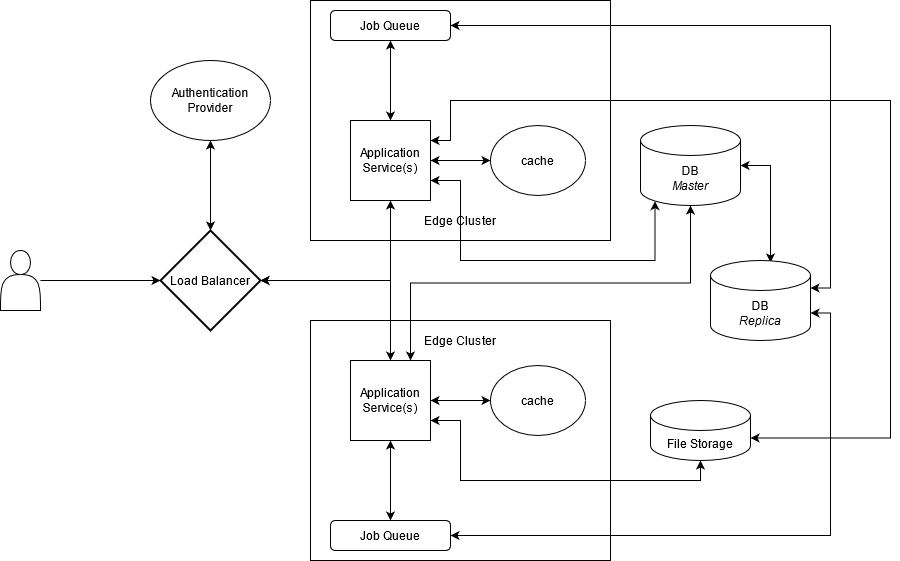 Job Queue
Authentication
Provider
Application
Service(s)
cache
DB
Master
Edge Cluster
Load Balancer
DB
Replica
Edge Cluster
Application
Service(s)
cache
File Storage
Job Queue